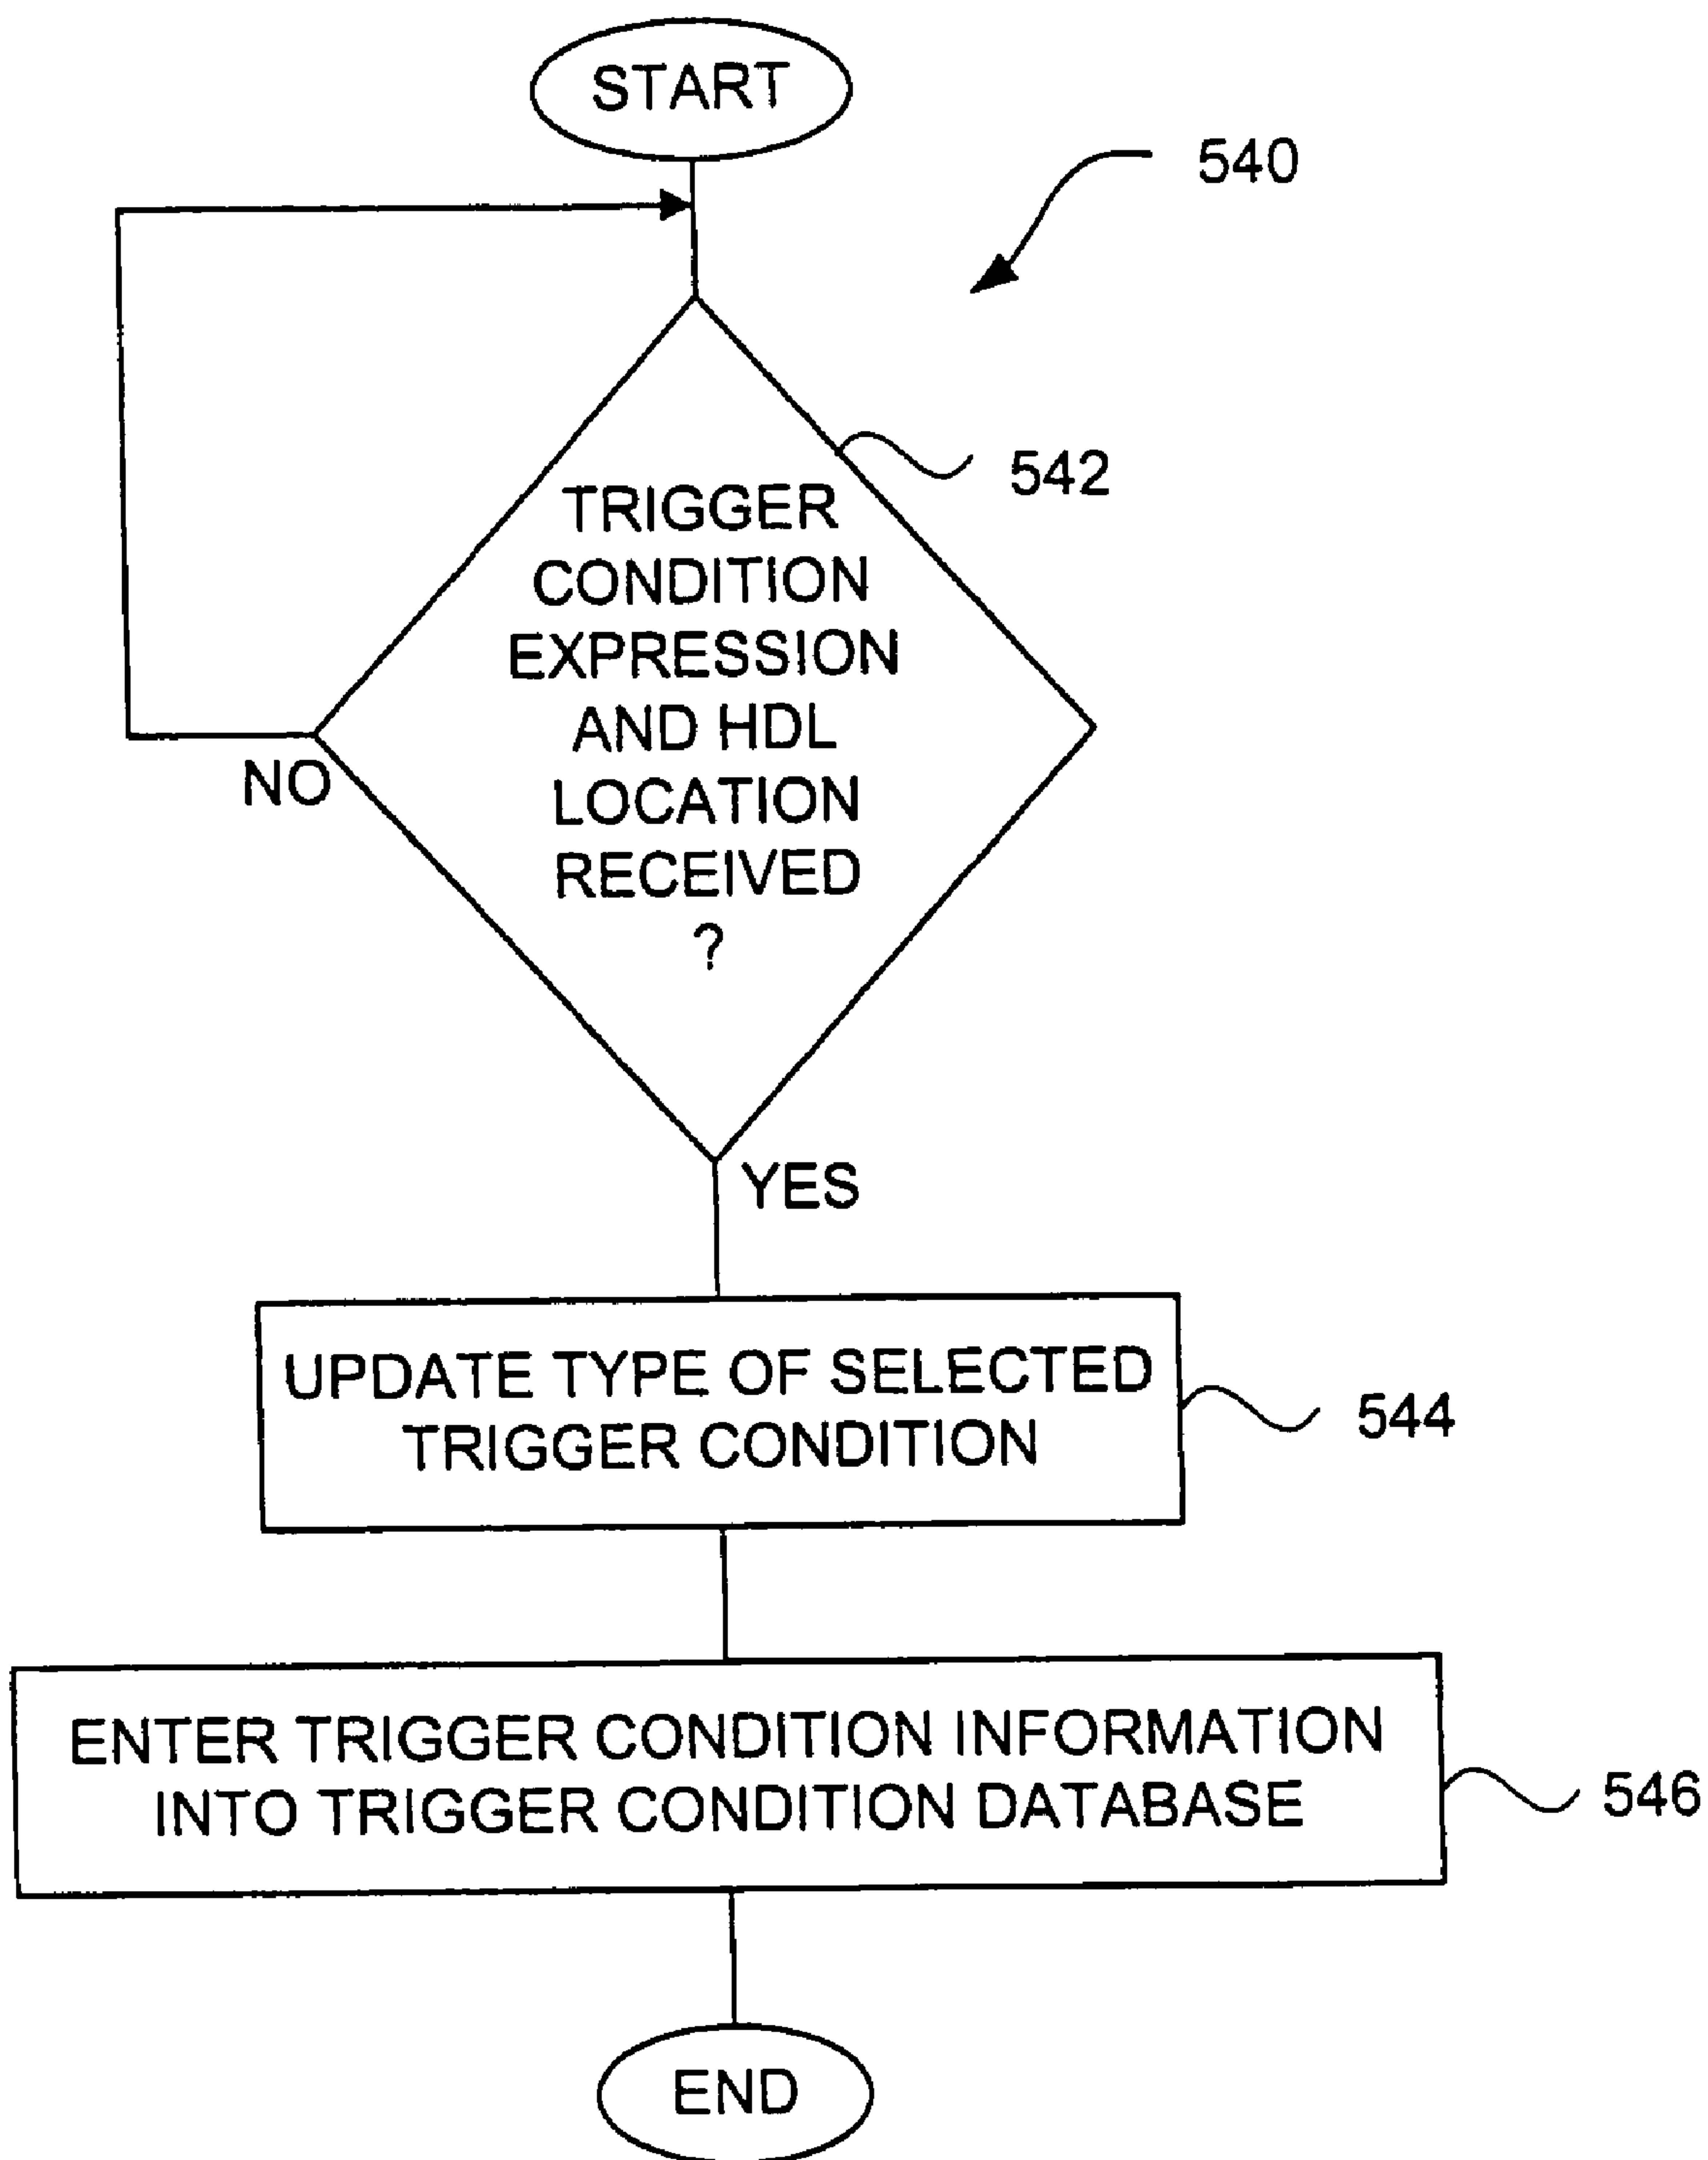 START
540
542
TRIGGER
CONDITION
EXPRESSION
AND HDL
LOCATION
RECEIVED
?
NO
YES
UPDATE TYPE OF SELECTED
TRIGGER CONDITION
544
ENTER TRIGGER CONDITION INFORMATION
INTO TRIGGER CONDITION DATABASE
546
END